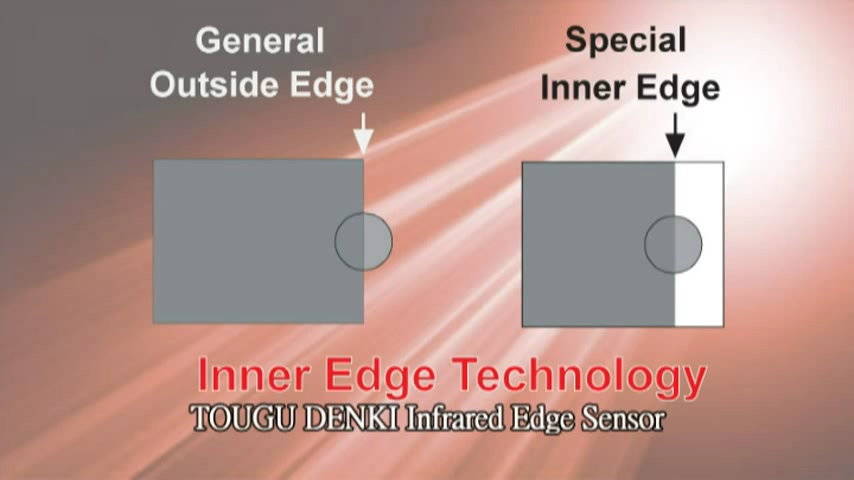 General
Outside Edge
Special
Inner Edge
Inner Edge Technology
TOUGU DENKI Infrared Edge Sensor